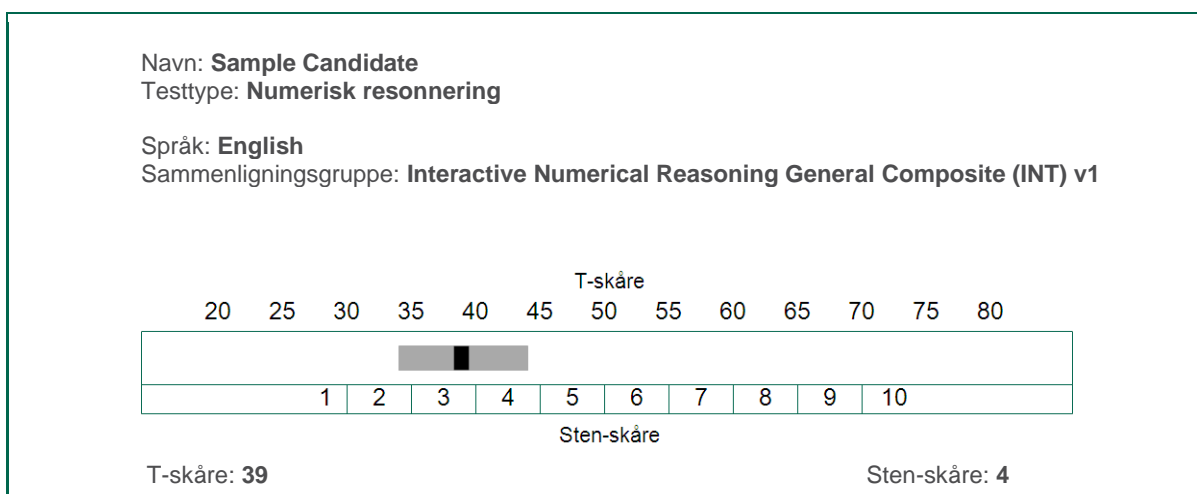 Navn: Sample Candidate
Testtype: Numerisk resonnering
Språk: English
Sammenligningsgruppe: Interactive Numerical Reasoning General Composite (INT) v1
T-skåre
20 25 30 35 40 45 50 55 60 65 70 75 80
1 2 3 4 5 6 7 8 9 10
Sten-skåre
T-skåre: 39 Sten-skåre: 4